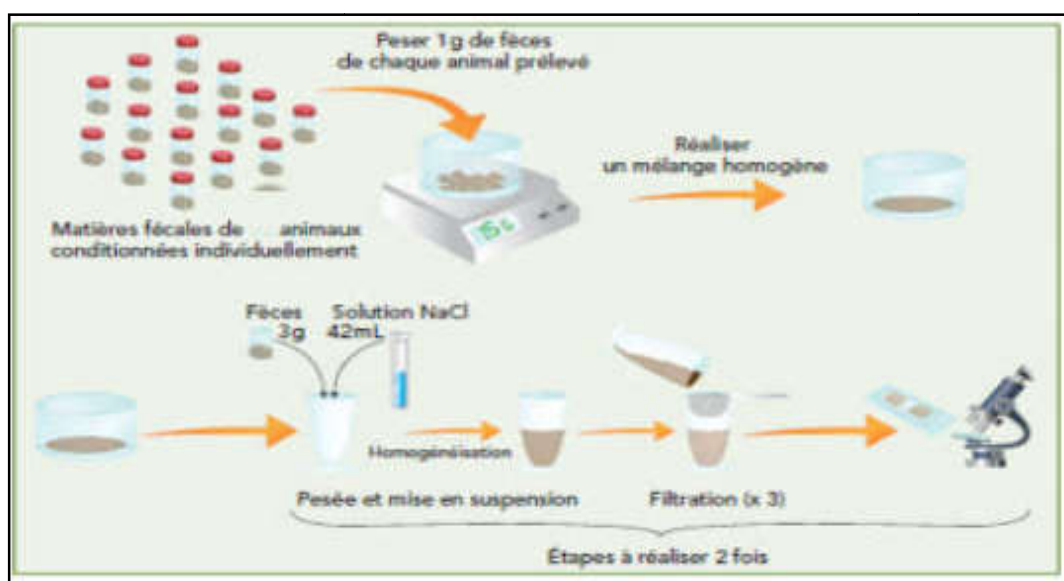 Peser 1g de fèces
de chaque animal prélevé
Réaliser
un mélange homogène
Matières fécales de animaux
conditionnées individuellement
15 g
Fèces
3g
Solution NaCl
42mL
Homogénéisation
Pesée et mise en suspension
Filtration (x 3)
Étapes à réaliser 2 fois